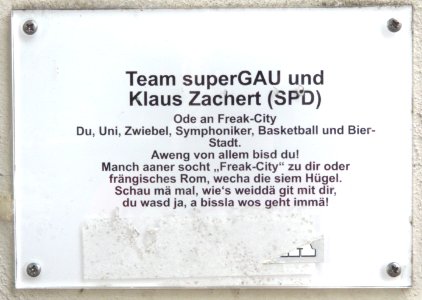 Team superGAU und
Klaus Zachert (SPD)
Ode an Freak-City
Du, Uni, Zwiebel, Symphoniker, Basketball und Bier-
Stadt.
Aweng von allem bisd du!
Manch aaner socht „Freak-City“ zu dir oder
frängisches Rom, wecha die siem Hügel.
Schau mä mal, wie's weiddä git mit dir,
du wasd ja, a bissla wos geht immä!